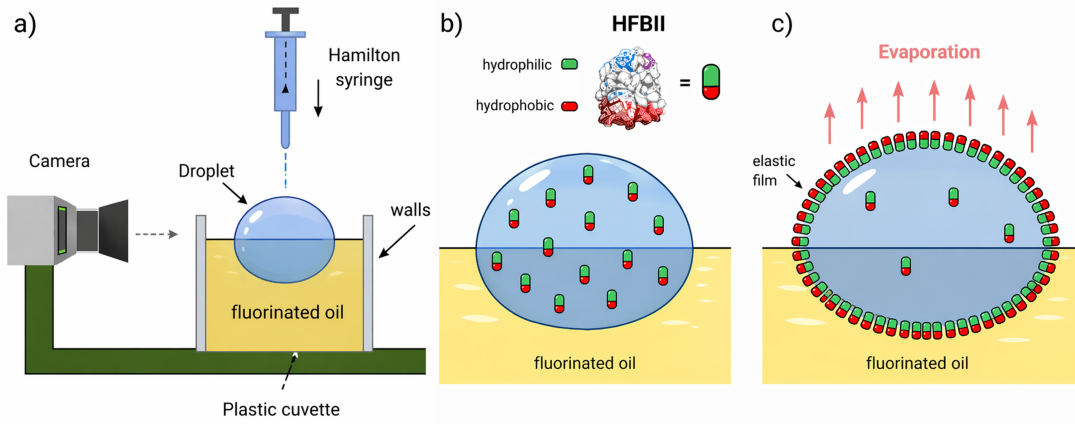 a)
Hamilton
syringe
Camera
Droplet
walls
fluorinated oil
Plastic cuvette
b)
HFBII
hydrophilic
hydrophobic
=
fluorinated oil
c)
Evaporation
elastic
film
fluorinated oil